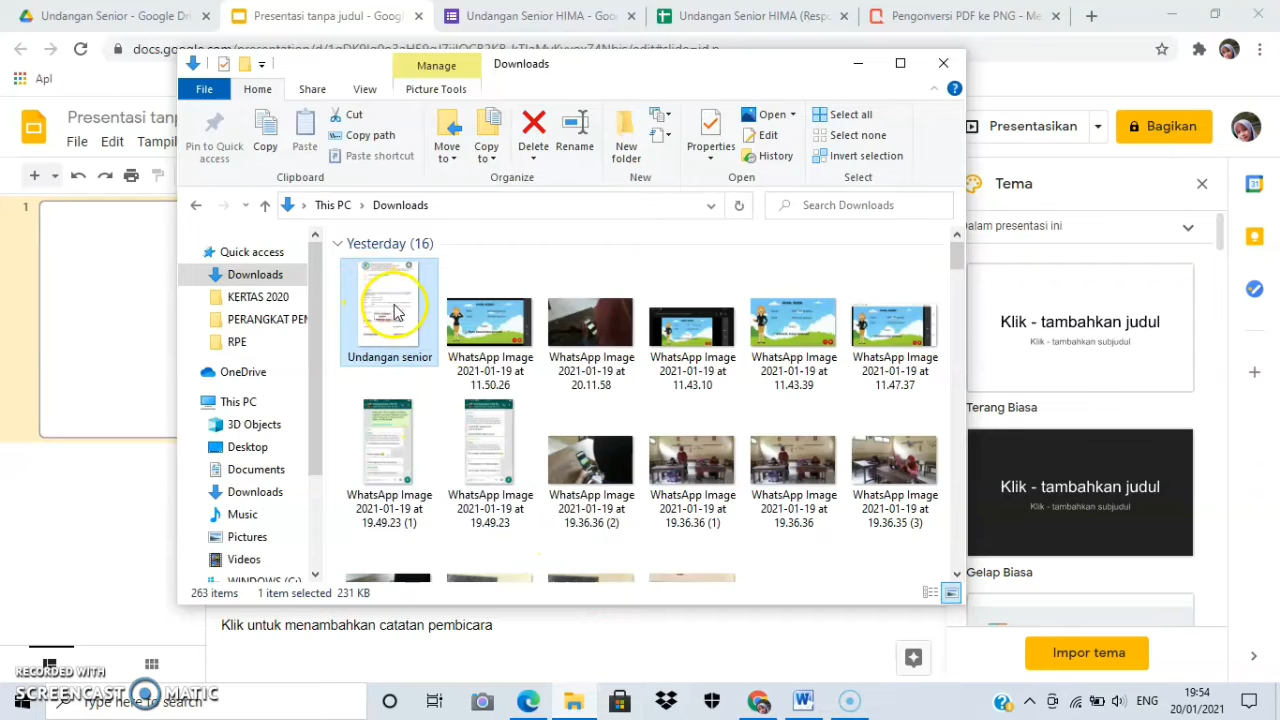 Undangan Senior - Google D
Presentasi tanpa judul - Goog
Undangan Senior HIMA - Goo
Undangan Senior HIMA (Resp
Pengonversi PDF ke PNG - Me
Apl
Presentasi tanp
File Edit Tampil
Presentasikan
Bagikan
Manage
Downloads
File Home Share View Picture Tools
Pin to Quick access
Copy
Paste
Cut
Copy path
Paste shortcut
Move to
Copy to
Delete
Rename
New folder
Properties
Open
Edit
History
Select all
Select none
Invert selection
Clipboard Organize New Open Select
This PC Downloads
Search Downloads
Quick access
Downloads
KERTAS 2020
PERANGKAT PEN
RPE
OneDrive
This PC
3D Objects
Desktop
Documents
Downloads
Music
Pictures
Videos
WINDOWS (C:)
Yesterday (16)
Undangan senior
WhatsApp Image 2021-01-19 at 11.50.26
WhatsApp Image 2021-01-19 at 20.11.58
WhatsApp Image 2021-01-19 at 11.43.10
WhatsApp Image 2021-01-19 at 11.43.39
WhatsApp Image 2021-01-19 at 11.47.37
WhatsApp Image 2021-01-19 at 19.49.23 (1)
WhatsApp Image 2021-01-19 at 19.49.23
WhatsApp Image 2021-01-19 at 19.36.36 (2)
WhatsApp Image 2021-01-19 at 19.36.36 (1)
WhatsApp Image 2021-01-19 at 19.36.36
WhatsApp Image 2021-01-19 at 19.36.35 (3)
263 items 1 item selected 231 KB
1
Tema
Dalam presentasi ini
Klik - tambahkan judul
Klik - tambahkan subjudul
Terang Biasa
Klik - tambahkan judul
Klik - tambahkan subjudul
Gelap Biasa
Impor tema
Klik untuk menambahkan catatan pembicara
RECORDED WITH
SCREENCAST MATIC
Type here to search
ENG
19:54
20/01/2021